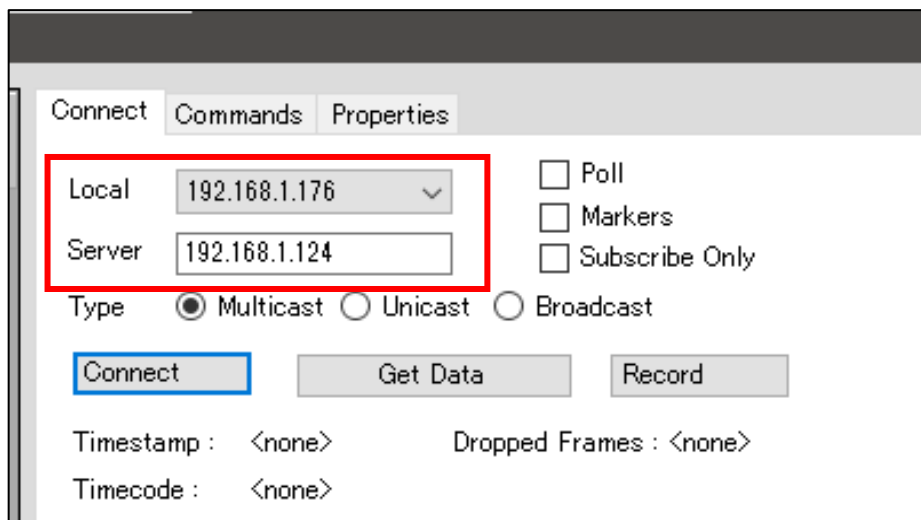 Connect Commands Properties
Local 192.168.1.176 Poll
Markers
Server 192.168.1.124 Subscribe Only
Type Multicast Unicast Broadcast
Connect Get Data Record
Timestamp : <none> Dropped Frames : <none>
Timecode : <none>